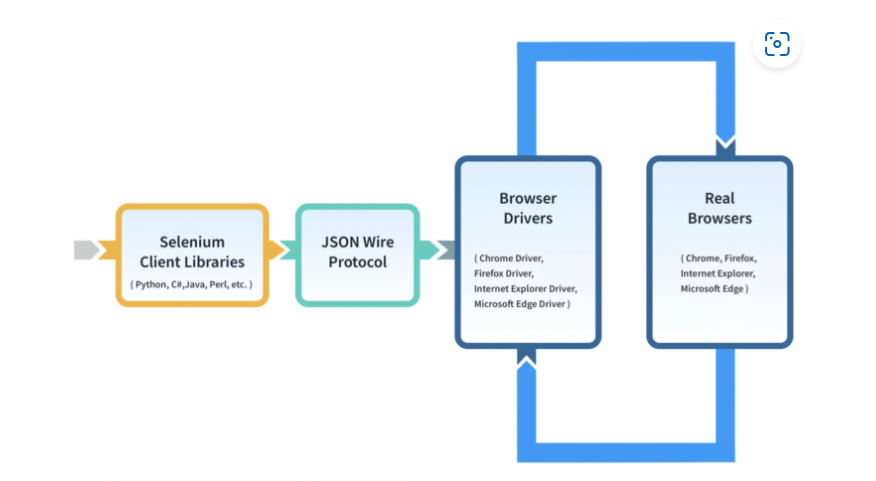 Selenium
Client Libraries
( Python, C#,Java, Perl, etc. )
JSON Wire
Protocol
Browser
Drivers
( Chrome Driver,
Firefox Driver,
Internet Explorer Driver,
Microsoft Edge Driver )
Real
Browsers
( Chrome, Firefox,
Internet Explorer,
Microsoft Edge )